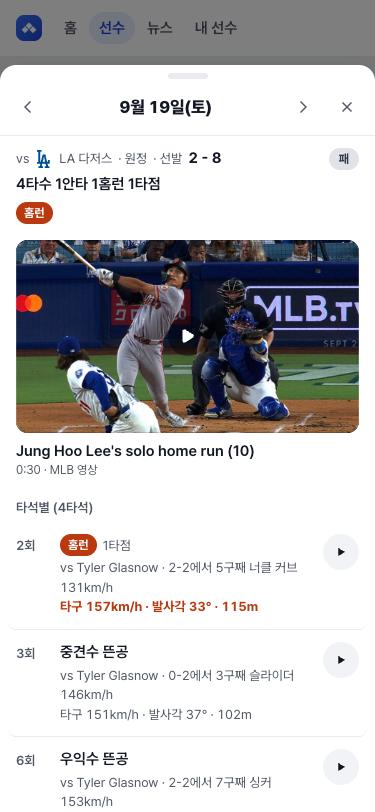 홈 선수 뉴스 내 선수
9월 19일(토)
vs LA 다저스 · 원정 · 선발 2 - 8 패
4타수 1안타 1홈런 1타점
홈런
MLB.TV
SEPT 2
Jung Hoo Lee's solo home run (10)
0:30 · MLB 영상
타석별 (4타석)
2회 홈런 1타점
vs Tyler Glasnow · 2-2에서 5구째 너클 커브
131km/h
타구 157km/h · 발사각 33° · 115m
3회 중견수 뜬공
vs Tyler Glasnow · 0-2에서 3구째 슬라이더
146km/h
타구 151km/h · 발사각 37° · 102m
6회 우익수 뜬공
vs Tyler Glasnow · 2-2에서 7구째 싱커
153km/h